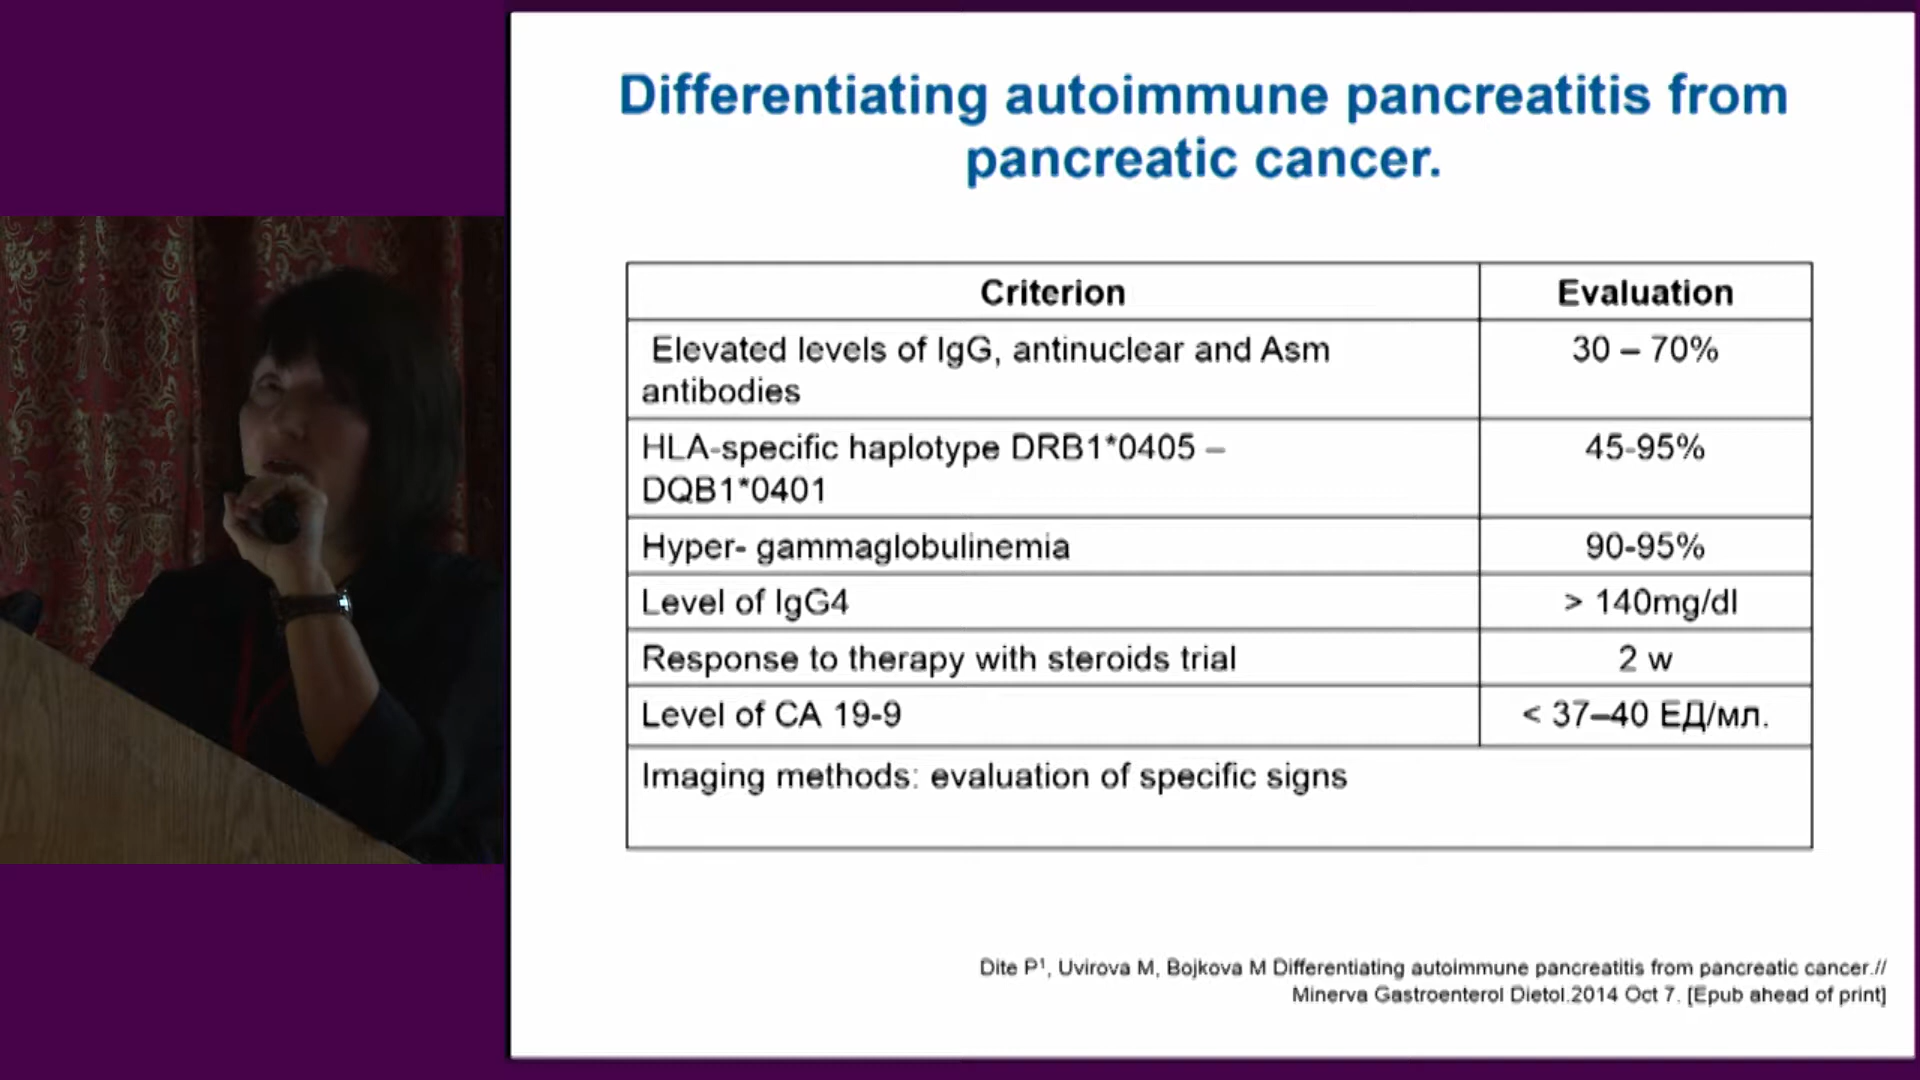 Differentiating autoimmune pancreatitis from
pancreatic cancer.
Criterion
Evaluation
Elevated levels of IgG, antinuclear and Asm
antibodies
30 – 70%
HLA-specific haplotype DRB1*0405 –
DQB1*0401
45-95%
Hyper- gammaglobulinemia
90-95%
Level of IgG4
> 140mg/dl
Response to therapy with steroids trial
2 w
Level of CA 19-9
< 37–40 ЕД/мл.
Imaging methods: evaluation of specific signs
Dite P¹, Uvirova M, Bojkova M Differentiating autoimmune pancreatitis from pancreatic cancer.//
Minerva Gastroenterol Dietol.2014 Oct 7. [Epub ahead of print]